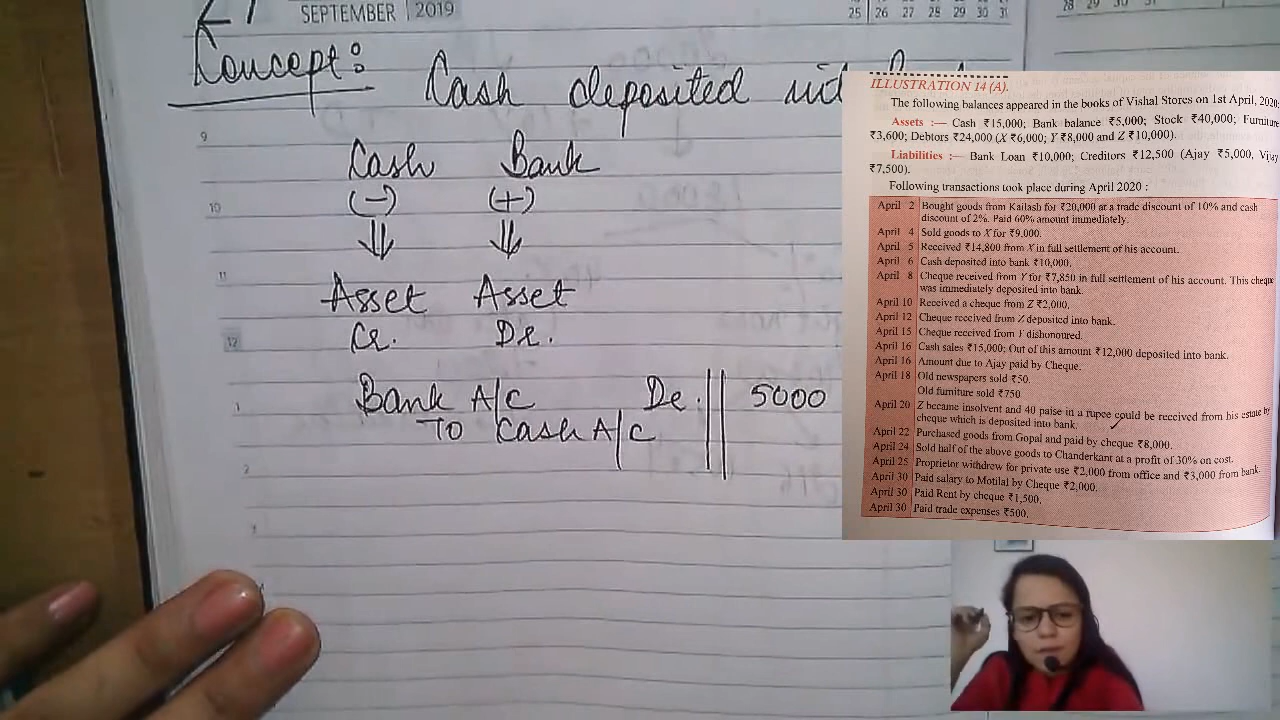 SEPTEMBER 2019
25 26 27 28 29 30 31
28 29 30 31
Concept:
Cash deposited
9
Cash Bank
(-) (+)
10
11
Asset Asset
Cr. Dr.
12
Bank A/C Dr. 5000
1
To Cash A/C
2
ILLUSTRATION 14 (A).
The following balances appeared in the books of Vishal Stores on 1st April, 2020
Assets :— Cash ₹15,000; Bank balance ₹5,000; Stock ₹40,000; Furniture
₹3,600; Debtors ₹24,000 (X ₹6,000; Y ₹8,000 and Z ₹10,000).
Liabilities :— Bank Loan ₹10,000; Creditors ₹12,500 (Ajay ₹5,000, Vijay
₹7,500).
Following transactions took place during April 2020 :
April 2 Bought goods from Kailash for ₹20,000 at a trade discount of 10% and cash
discount of 2%. Paid 60% amount immediately.
April 4 Sold goods to X for ₹9,000.
April 5 Received ₹14,800 from X in full settlement of his account.
April 6 Cash deposited into bank ₹10,000,
April 8 Cheque received from Y for ₹7,850 in full settlement of his account. This cheque
was immediately deposited into bank.
April 10 Received a cheque from Z ₹2,000,
April 12 Cheque received from Z deposited into bank.
April 15 Cheque received from Y dishonoured.
April 16 Cash sales ₹15,000; Out of this amount ₹12,000 deposited into bank.
April 16 Amount due to Ajay paid by Cheque.
April 18 Old newspapers sold ₹50.
Old furniture sold ₹750
April 20 Z became insolvent and 40 paise in a rupee could be received from his estate by
cheque which is deposited into bank.
April 22 Purchased goods from Gopal and paid by cheque ₹8,000.
April 24 Sold half of the above goods to Chanderkant at a profit of 30% on cost.
April 25 Proprietor withdrew for private use ₹2,000 from office and ₹3,000 from bank.
April 30 Paid salary to Motilal by Cheque ₹2,000.
April 30 Paid Rent by cheque ₹1,500,
April 30 Paid trade expenses ₹500.